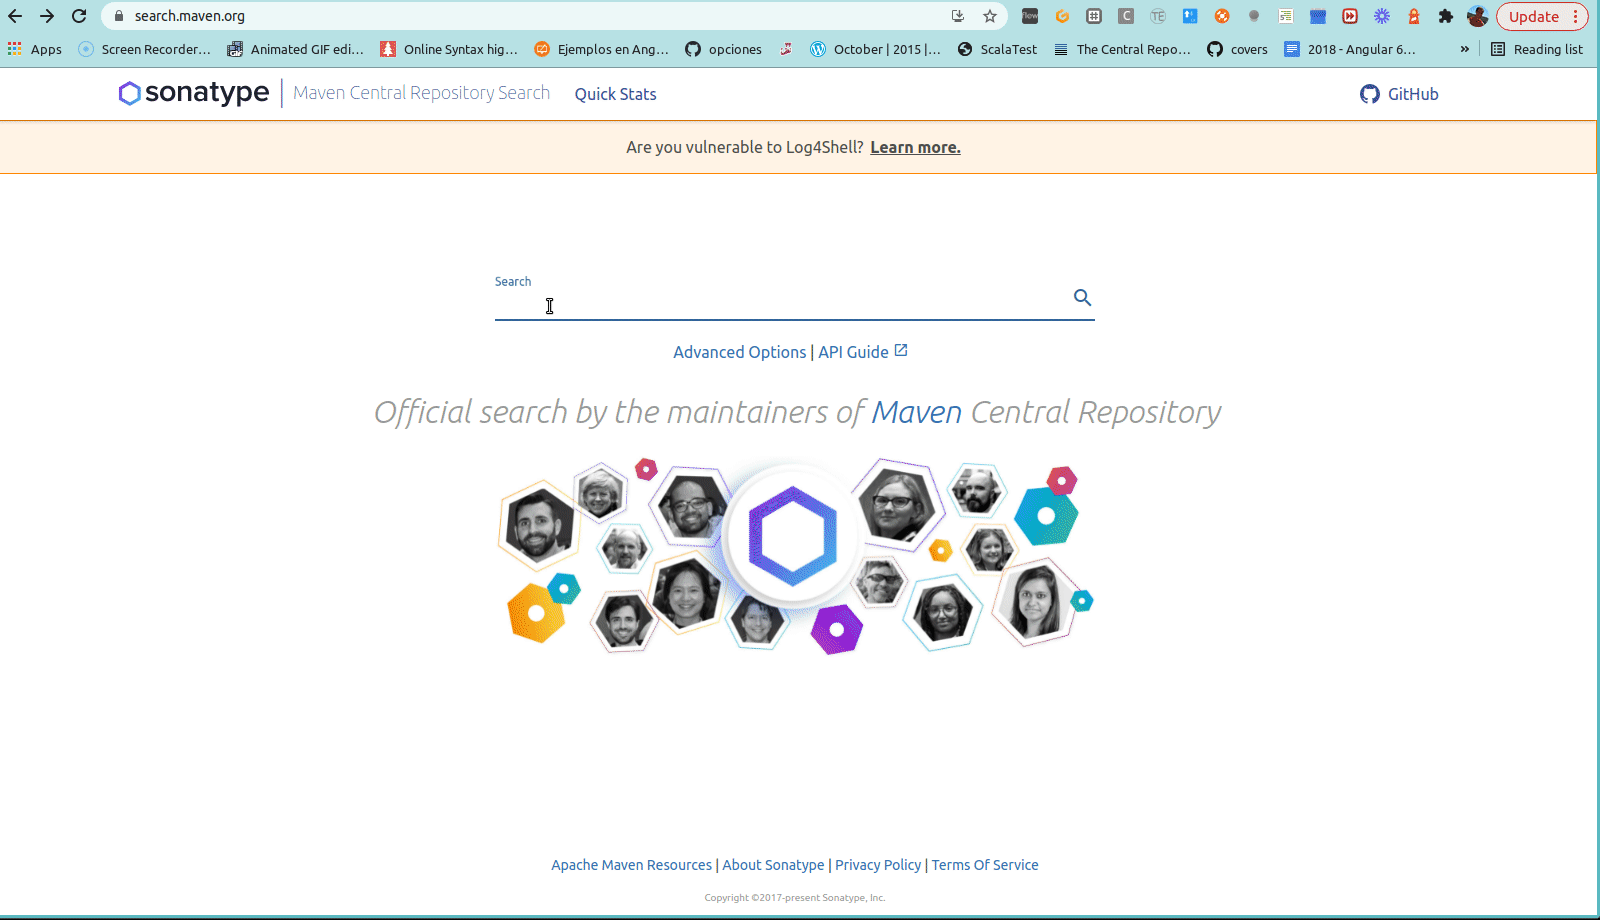 search.maven.org
flow
C
TE
Update
Apps
Screen Recorder...
Animated GIF edi...
Online Syntax hig...
Ejemplos en Ang...
opciones
October | 2015 |...
ScalaTest
The Central Repo...
covers
2018 - Angular 6...
»
Reading list
sonatype
Maven Central Repository Search
Quick Stats
GitHub
Are you vulnerable to Log4Shell? Learn more.
Search
Advanced Options | API Guide
Official search by the maintainers of Maven Central Repository
Apache Maven Resources | About Sonatype | Privacy Policy | Terms Of Service
Copyright ©2017-present Sonatype, Inc.